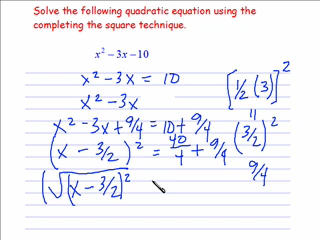 Solve the following quadratic equation using the
completing the square technique.
x² – 3x – 10
x² - 3x = 10
[1/2 (3)]²
x² - 3x
x² - 3x + 9/4 = 10 + 9/4
(3/2)²
(x - 3/2)² = 40/4 + 9/4
9/4
(√(x - 3/2)²